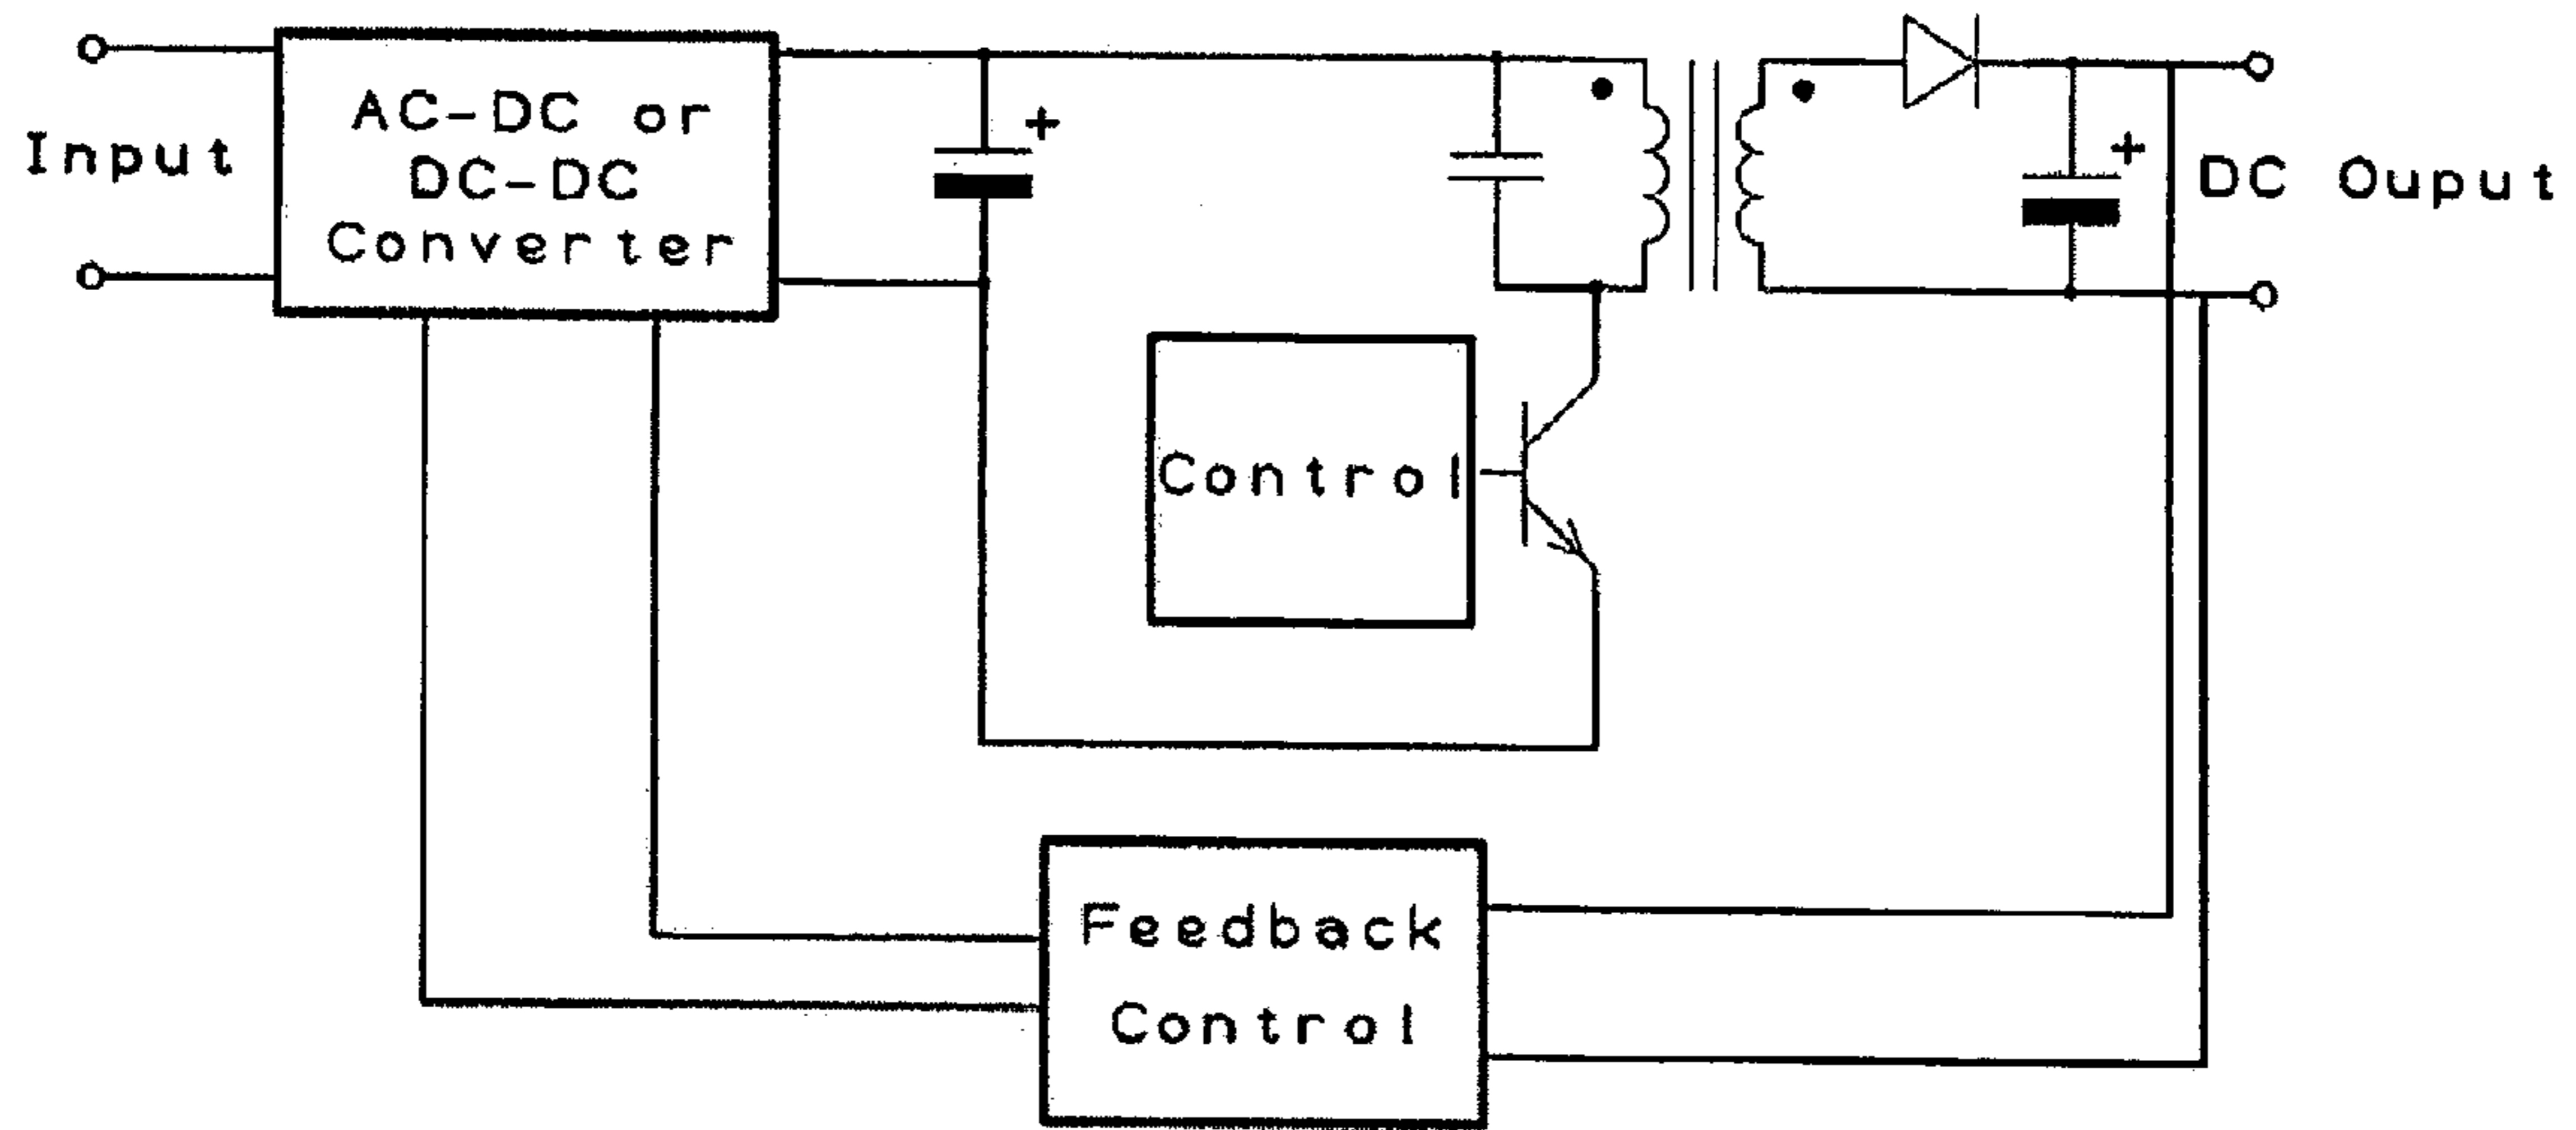 Input
AC-DC or
DC-DC
Converter
+
+
DC Ouput
Control
Feedback
Control